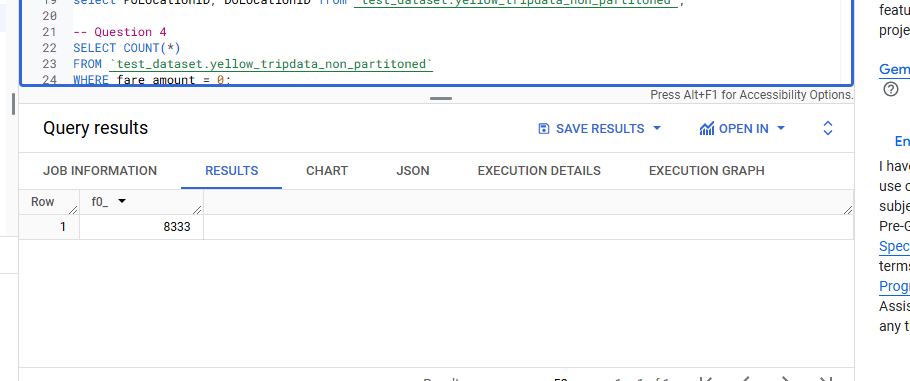 19 select PULocationID, DOLocationID from `test_dataset.yellow_tripdata_non_partitoned`;
20
21 -- Question 4
22 SELECT COUNT(*)
23 FROM `test_dataset.yellow_tripdata_non_partitoned`
24 WHERE fare_amount = 0;
Press Alt+F1 for Accessibility Options.
Query results
SAVE RESULTS
OPEN IN
JOB INFORMATION
RESULTS
CHART
JSON
EXECUTION DETAILS
EXECUTION GRAPH
Row f0_
1 8333
featu
proje
Gem
En
I have
use o
subje
Pre-G
Spec
terms
Prog
Assis
any t